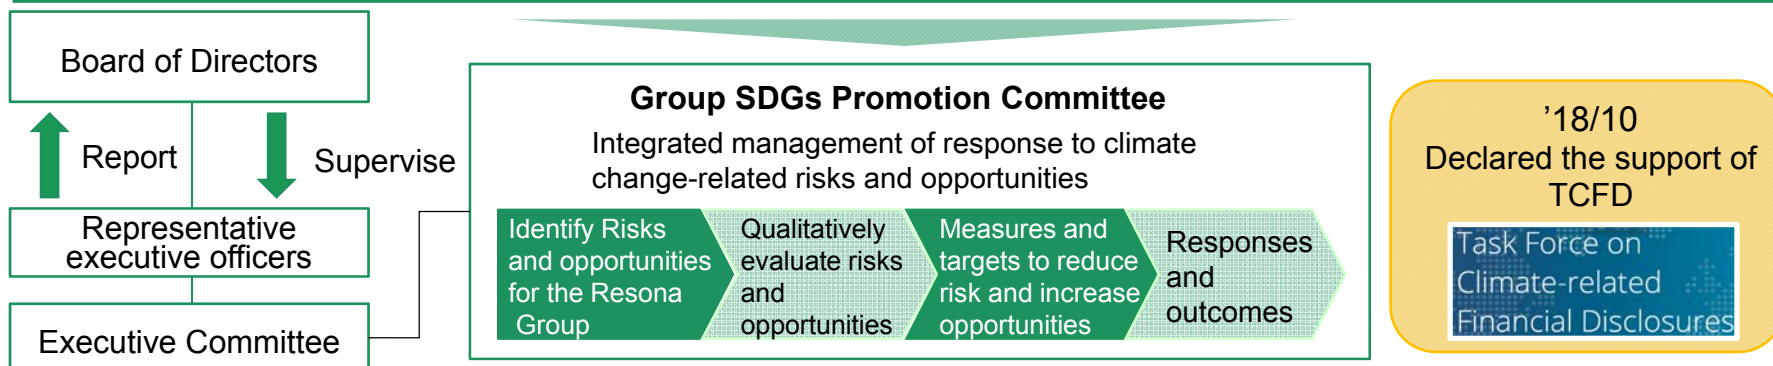 Board of Directors
Report
Supervise
Representative
executive officers
Executive Committee
Group SDGs Promotion Committee
Integrated management of response to climate
change-related risks and opportunities
Identify Risks
and opportunities
for the Resona
Group
Qualitatively
evaluate risks
and
opportunities
Measures and
targets to reduce
risk and increase
opportunities
Responses
and
outcomes
’18/10
Declared the support of
TCFD
Task Force on
Climate-related
Financial Disclosures